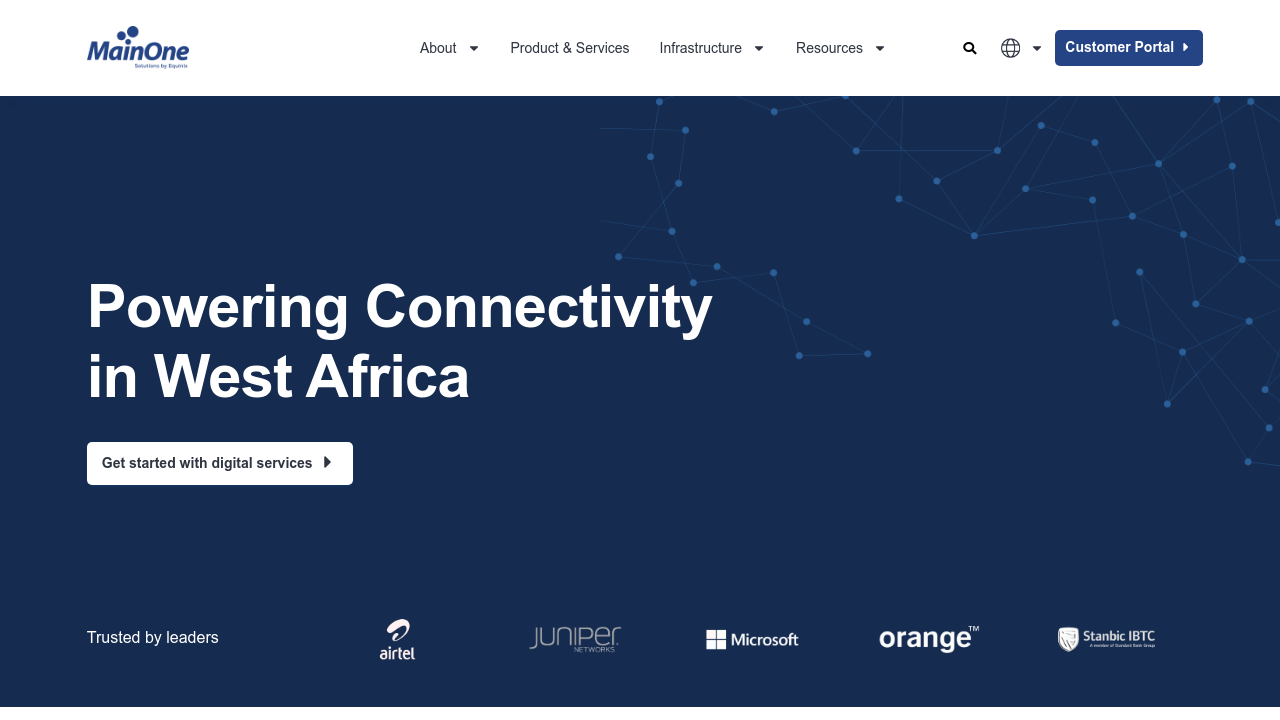 MainOne
Solutions by Equinix
About
Product & Services
Infrastructure
Resources
Customer Portal
Powering Connectivity
in West Africa
Get started with digital services
Trusted by leaders
airtel
JUNIPER
NETWORKS
Microsoft
orange™
Stanbic IBTC
A member of Standard Bank Group